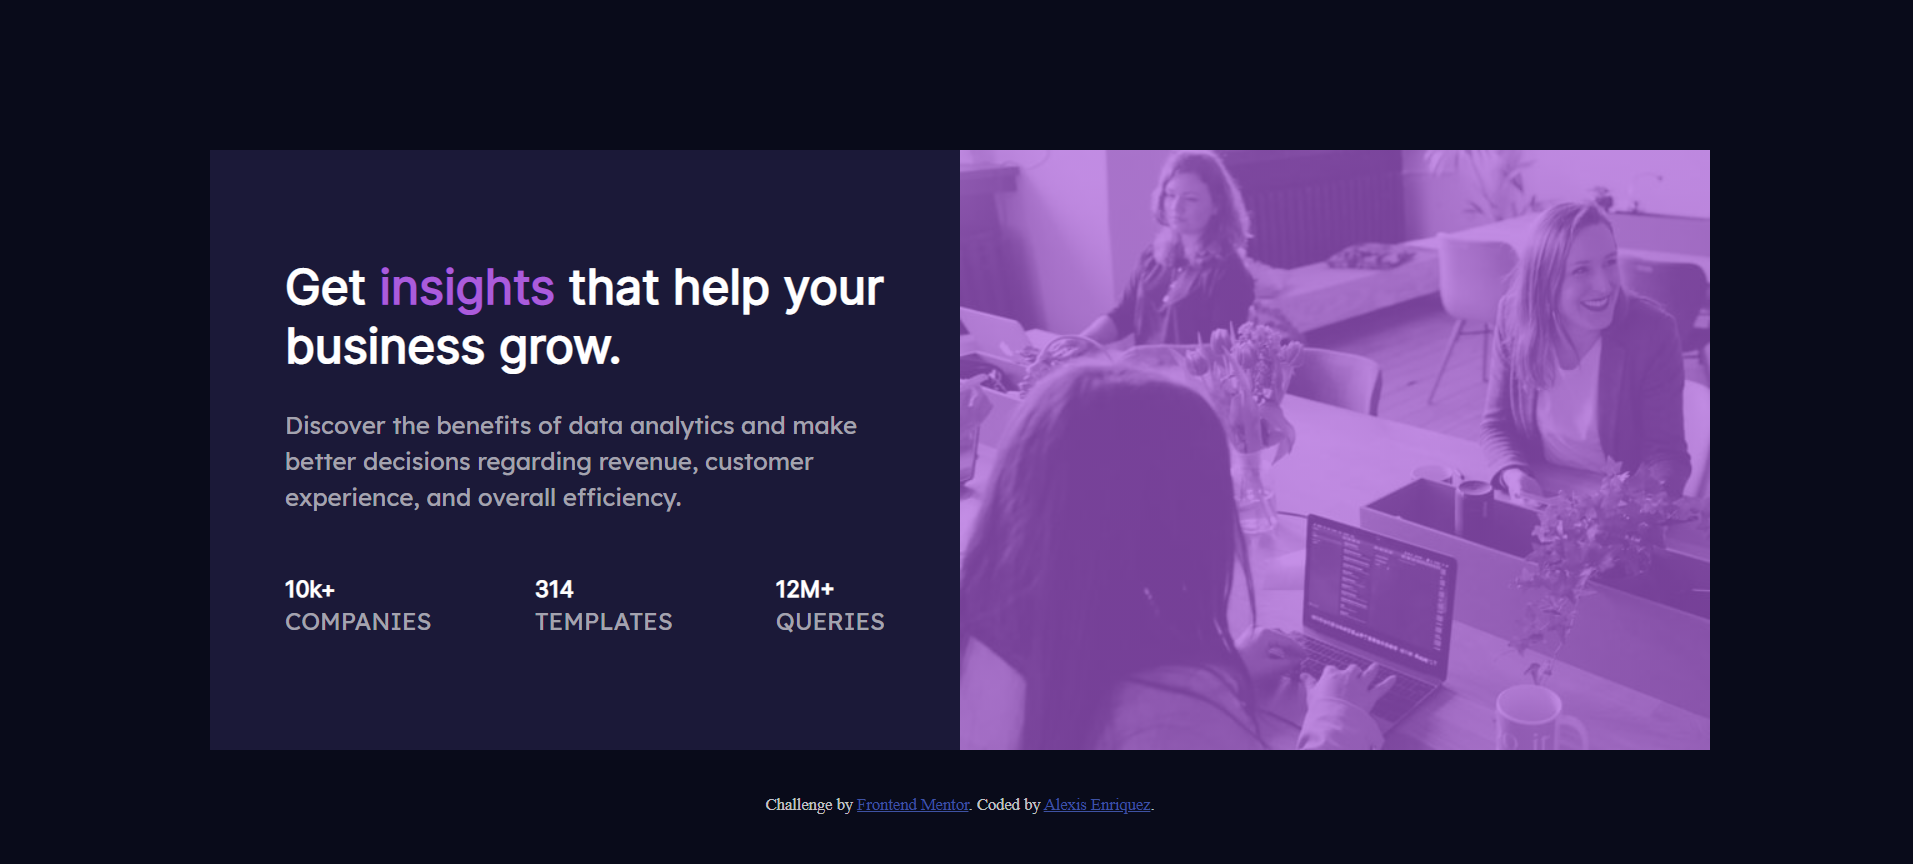 Get insights that help your
business grow.
Discover the benefits of data analytics and make
better decisions regarding revenue, customer
experience, and overall efficiency.
10k+
COMPANIES
314
TEMPLATES
12M+
QUERIES
Challenge by Frontend Mentor. Coded by Alexis Enriquez.